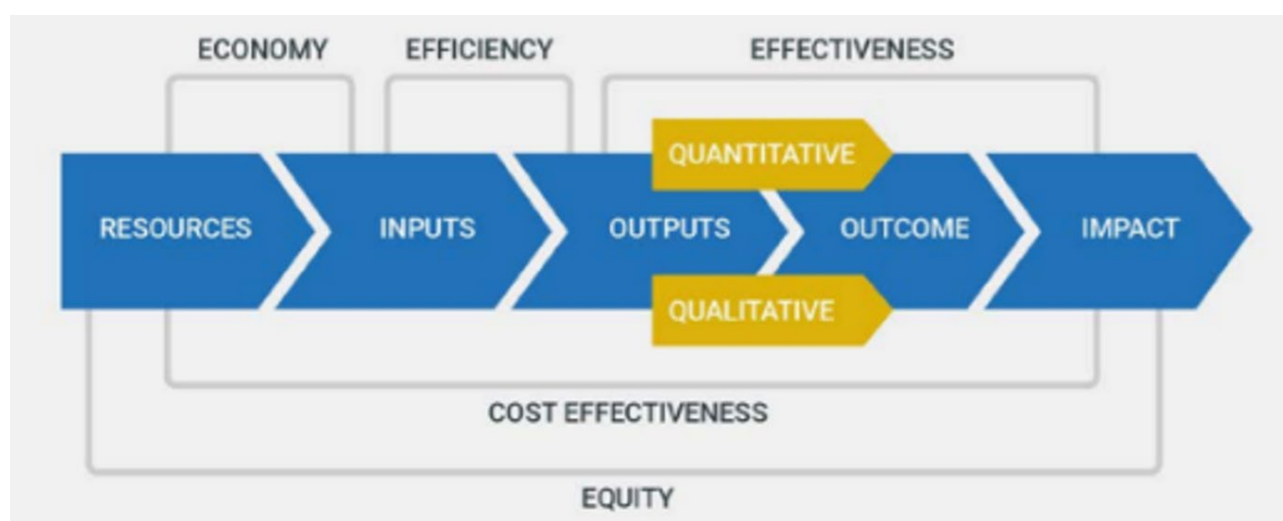 ECONOMY EFFICIENCY EFFECTIVENESS
QUANTITATIVE
RESOURCES INPUTS OUTPUTS OUTCOME IMPACT
QUALITATIVE
COST EFFECTIVENESS
EQUITY